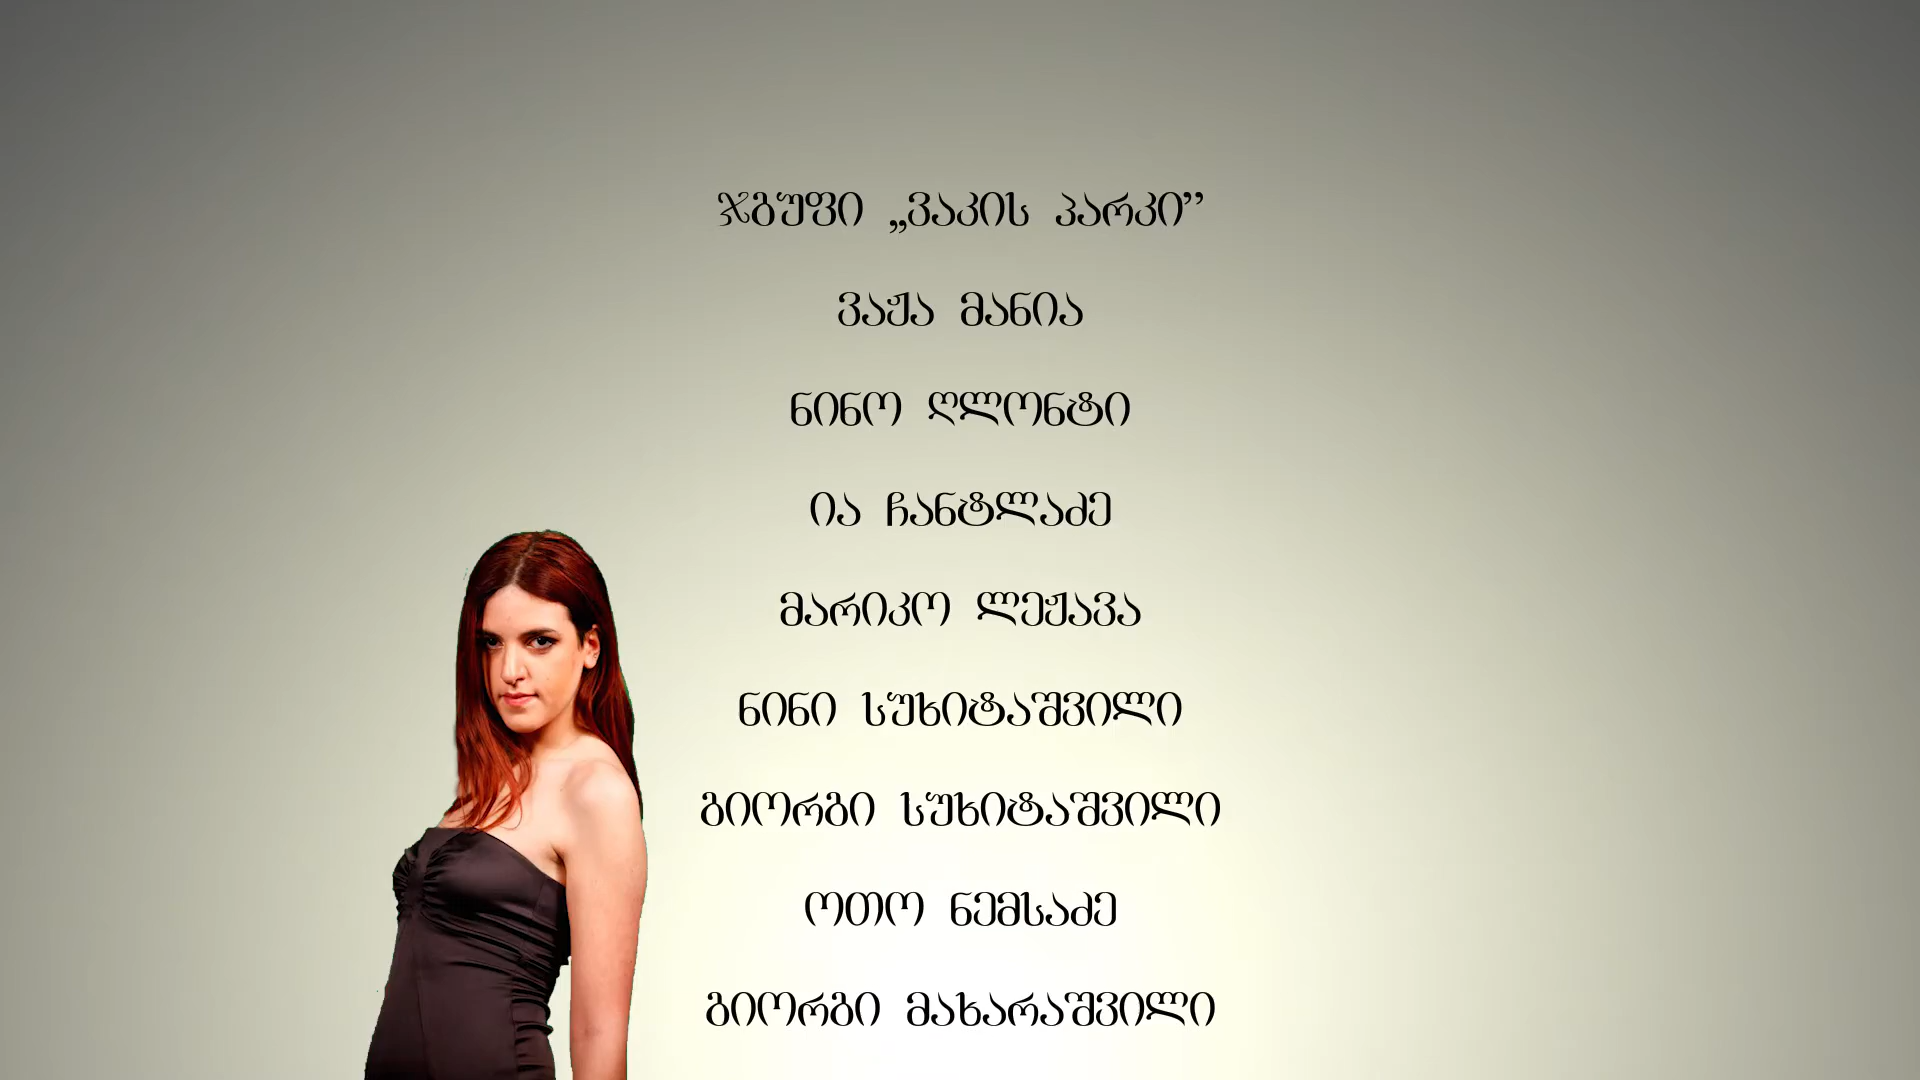 ჯგუფი „ვაკის პარკი”
ვაჟა მანია
ნინო ღლონტი
ია ჩანტლაძე
მარიკო ლეჟავა
ნინი სუხიტაშვილი
გიორგი სუხიტაშვილი
ოთო ნემსაძე
გიორგი მახარაშვილი